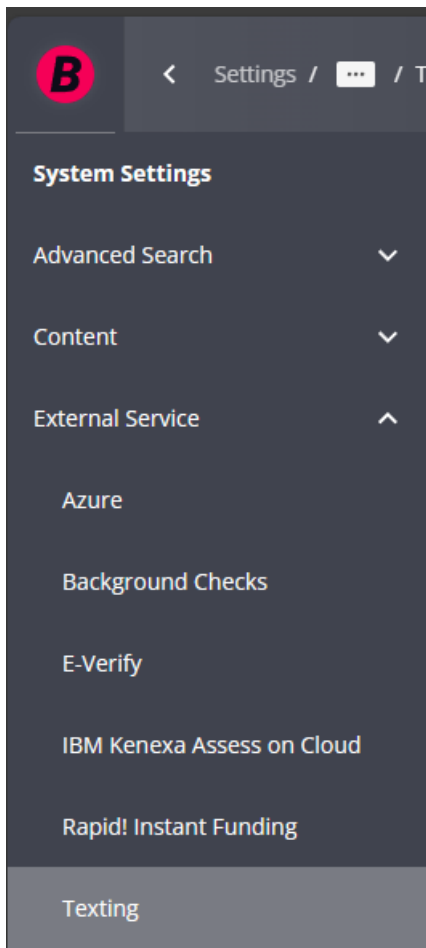 B
Settings / ... / T
System Settings
Advanced Search
Content
External Service
Azure
Background Checks
E-Verify
IBM Kenexa Assess on Cloud
Rapid! Instant Funding
Texting